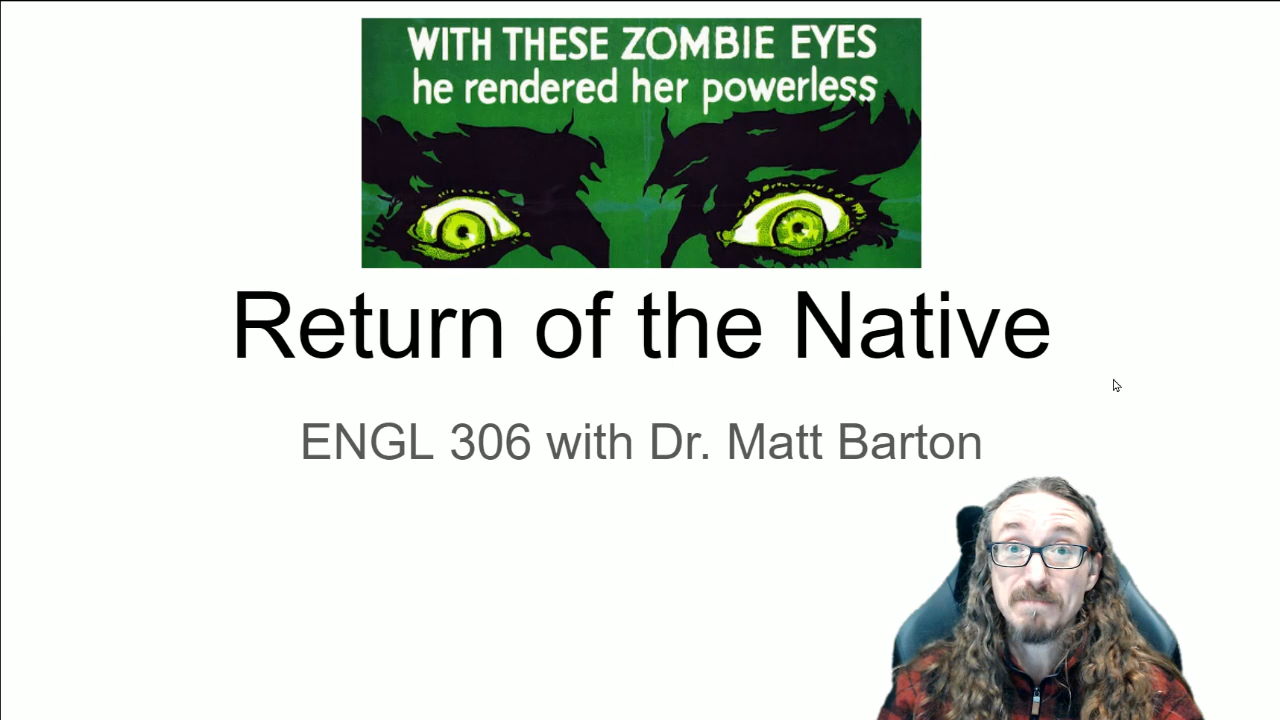 WITH THESE ZOMBIE EYES
he rendered her powerless
Return of the Native
ENGL 306 with Dr. Matt Barton